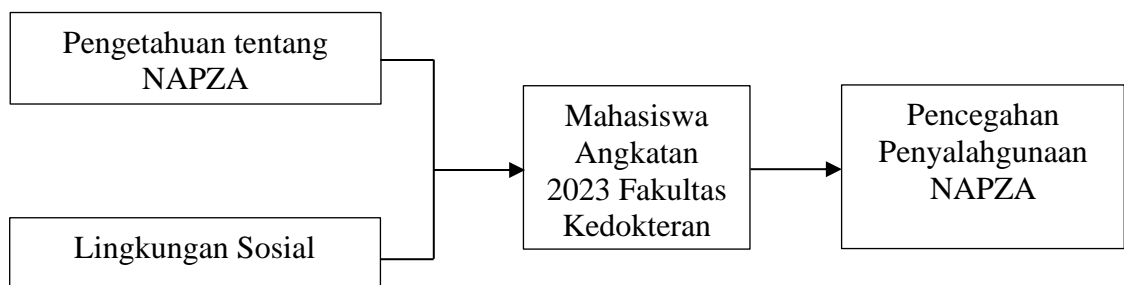 Pengetahuan tentang
NAPZA
Lingkungan Sosial
Mahasiswa
Angkatan
2023 Fakultas
Kedokteran
Pencegahan
Penyalahgunaan
NAPZA